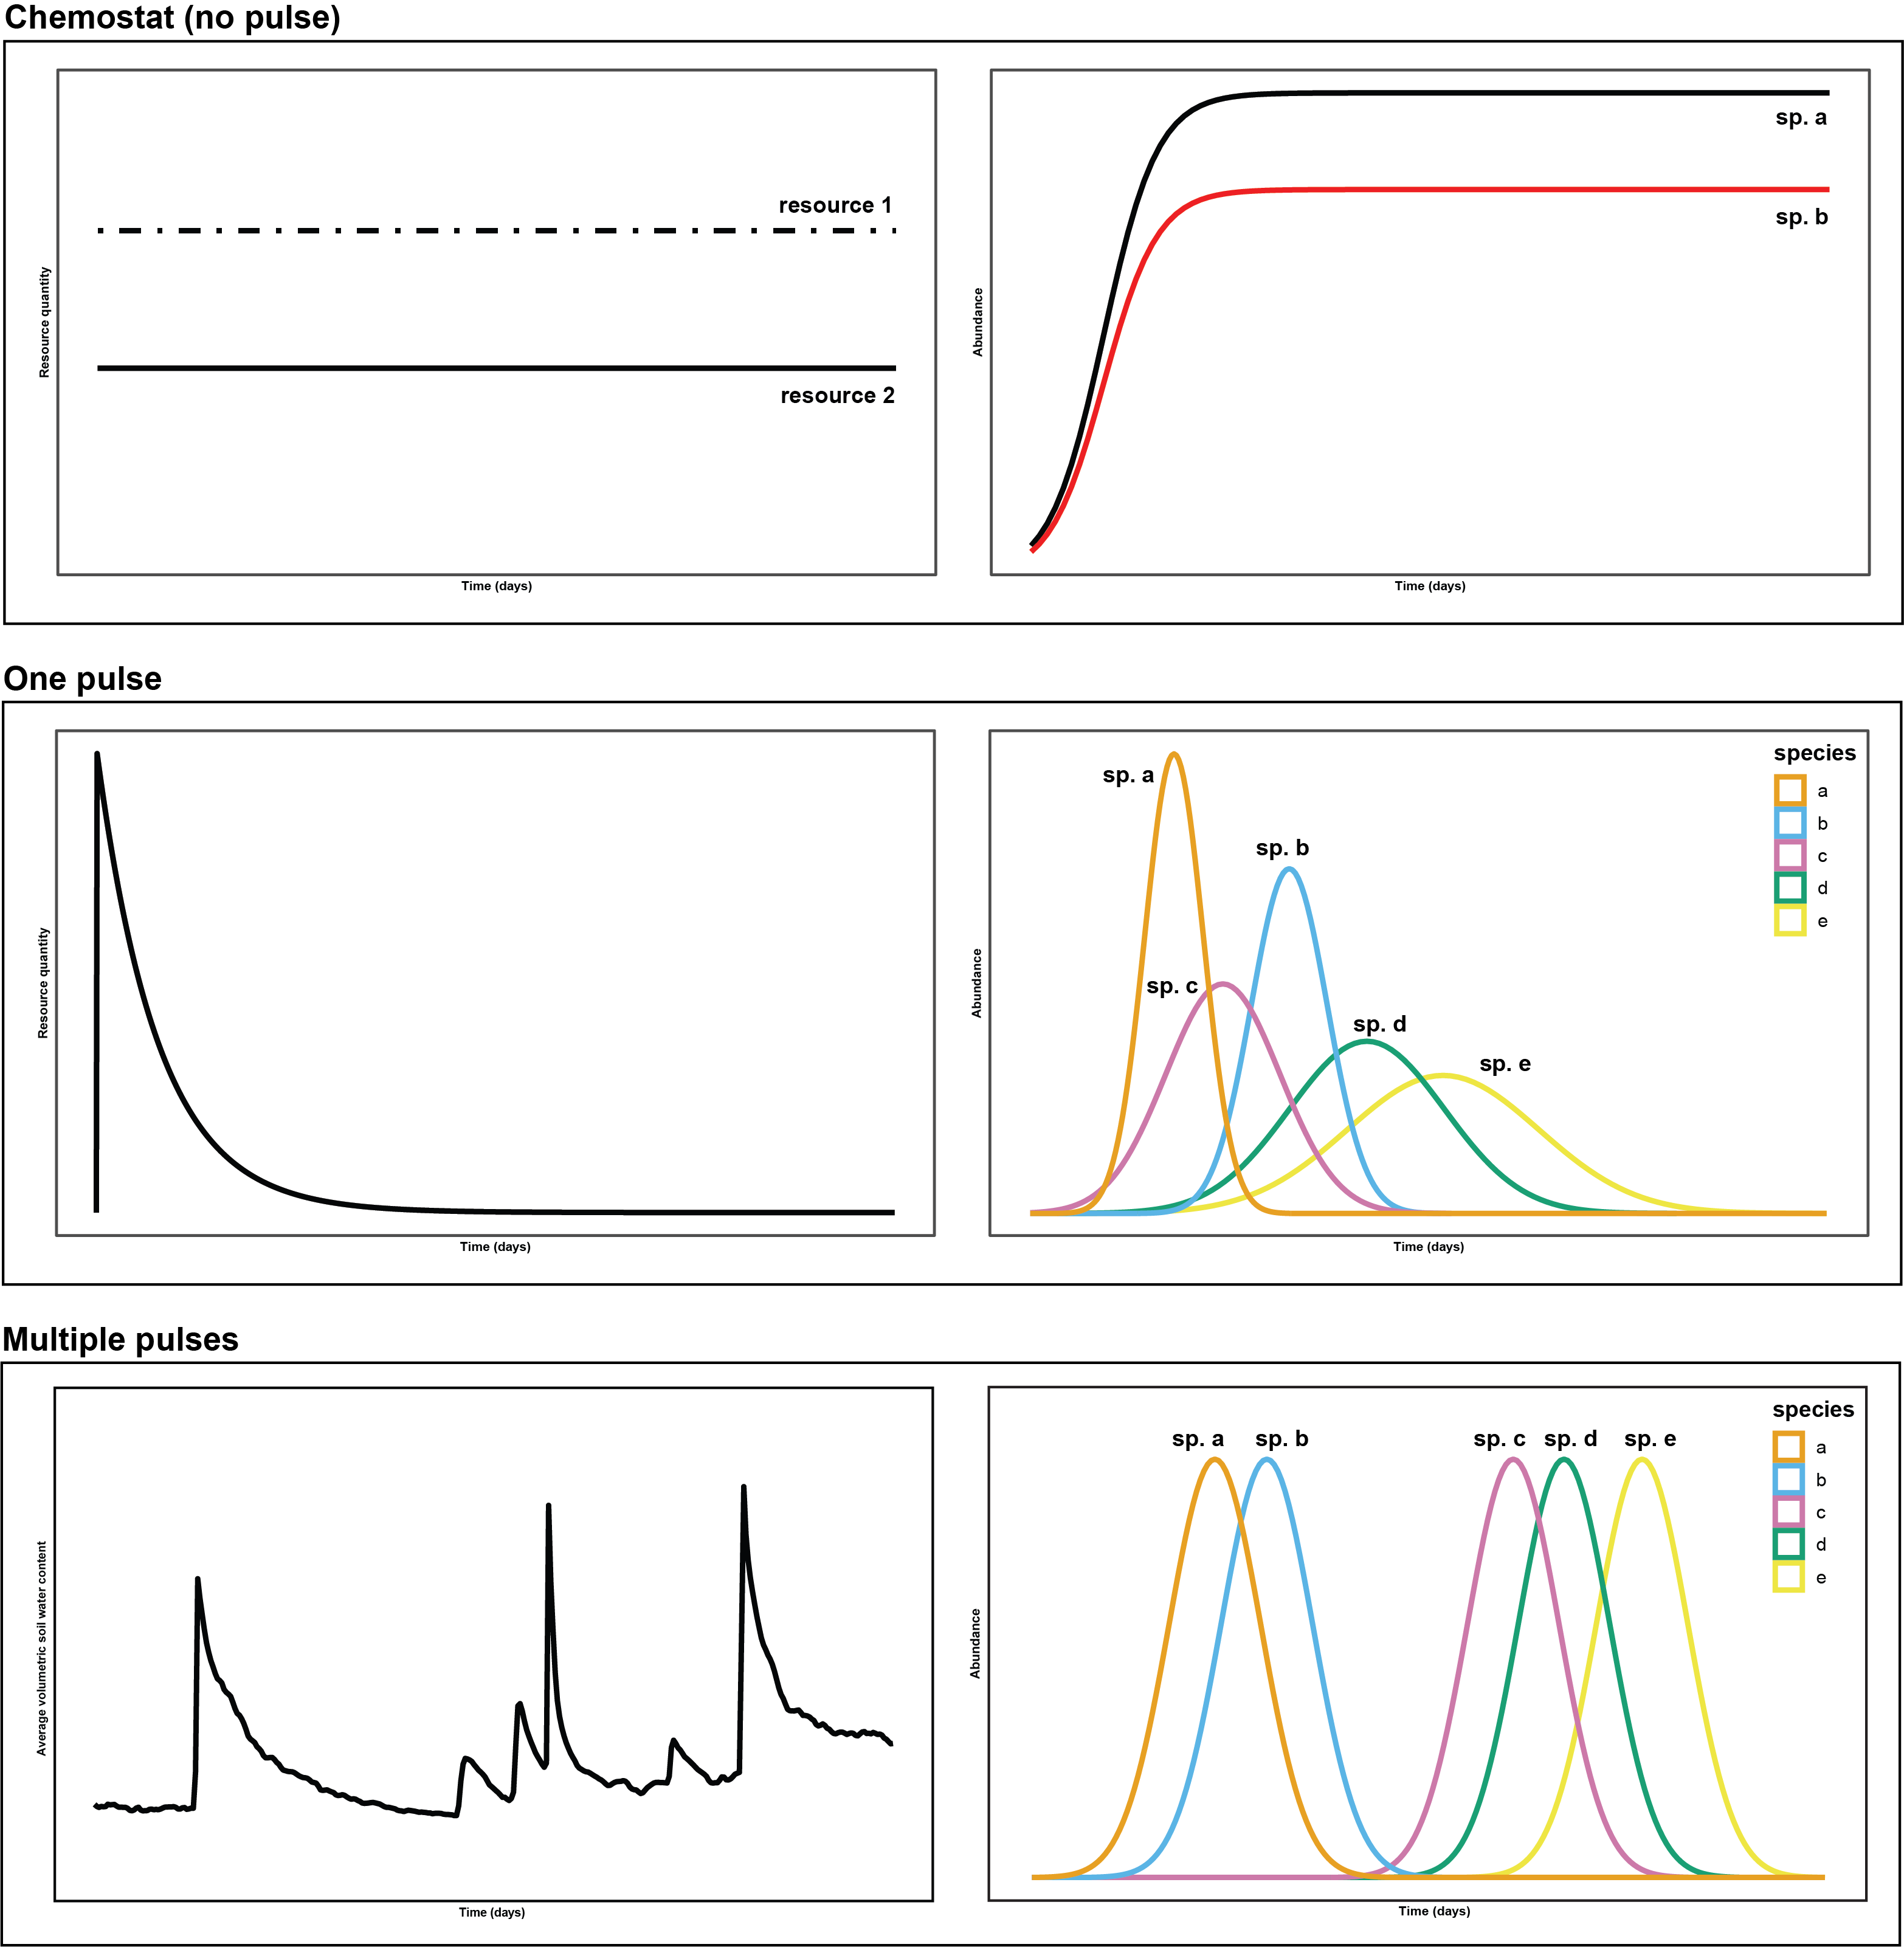 Chemostat (no pulse)
Resource quantity
resource 1
resource 2
Time (days)
Abundance
sp. a
sp. b
Time (days)
One pulse
Resource quantity
Time (days)
Abundance
sp. a
sp. b
sp. c
sp. d
sp. e
species
a
b
c
d
e
Time (days)
Multiple pulses
Average volumetric soil water content
Time (days)
Abundance
sp. a sp. b sp. c sp. d sp. e
species
a
b
c
d
e
Time (days)